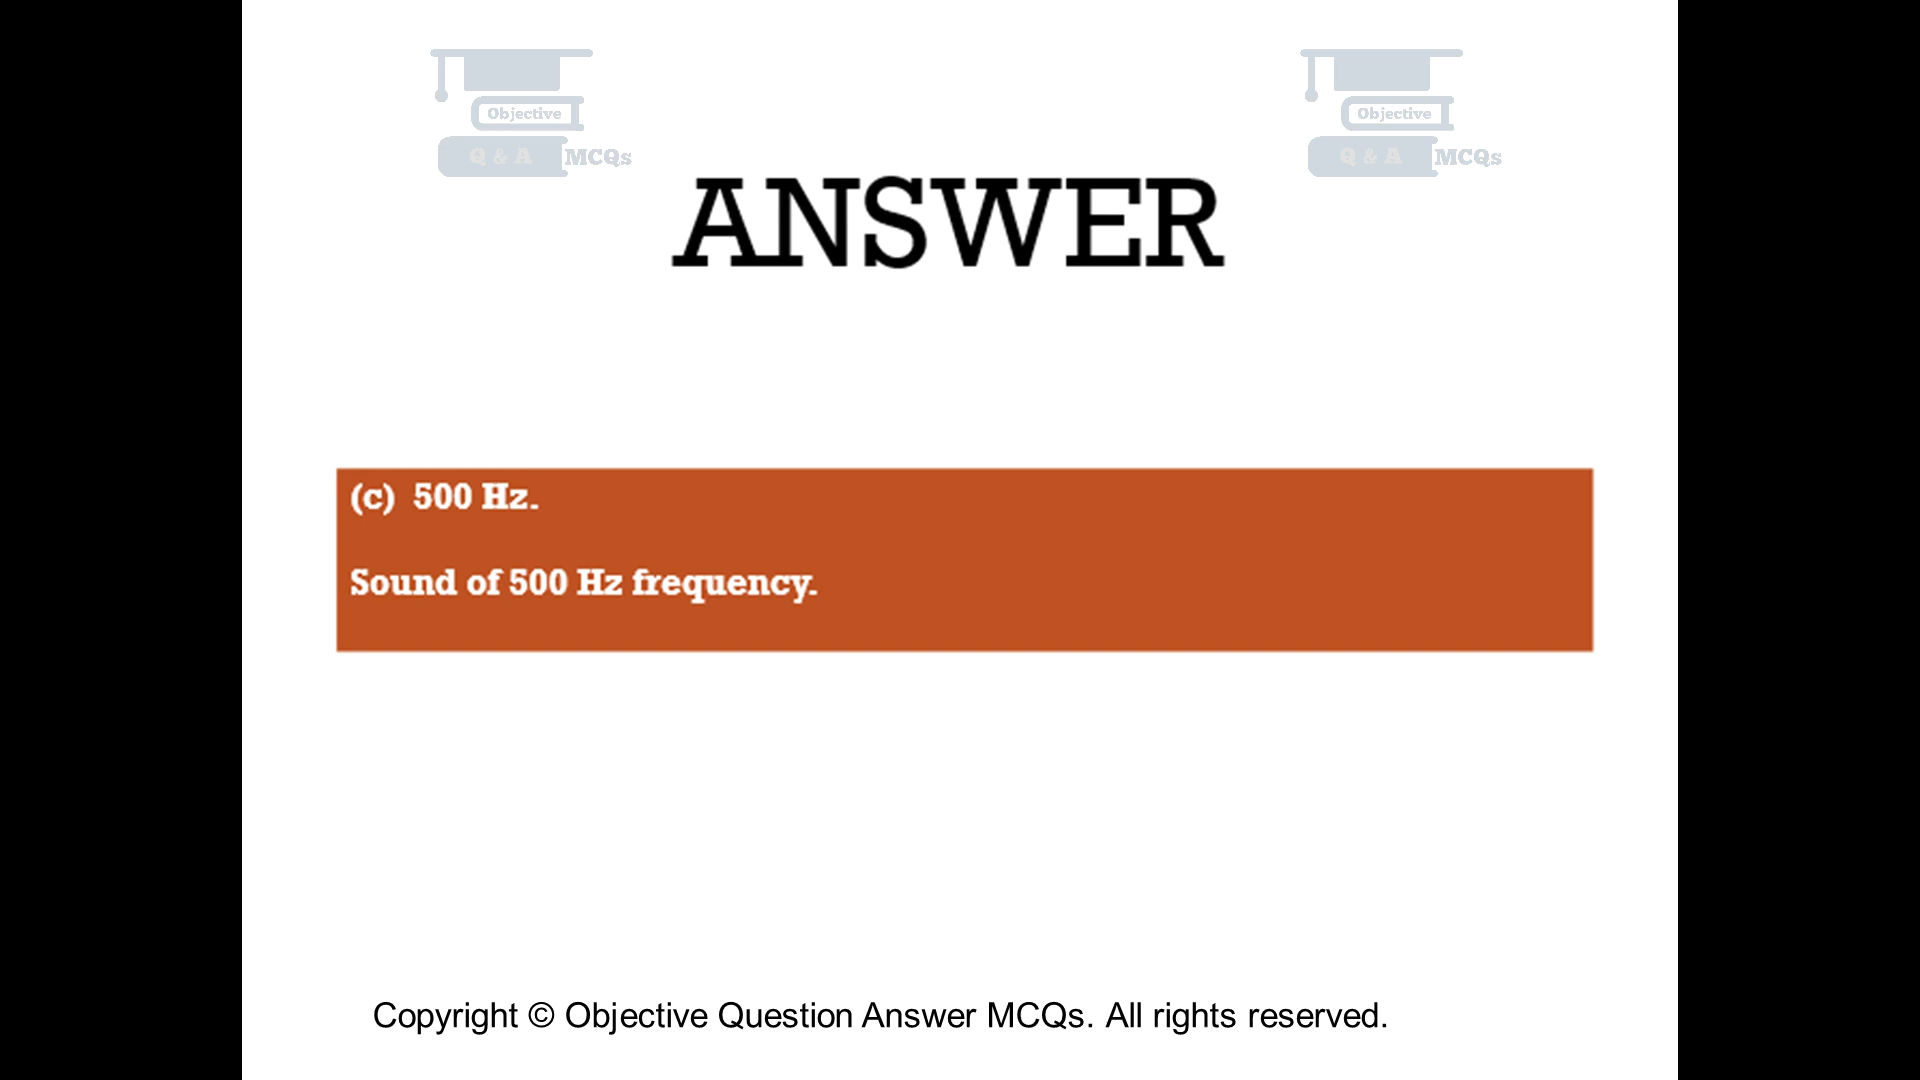 Objective
Q & A MCQs
Objective
Q & A MCQs
ANSWER
(c) 500 Hz.
Sound of 500 Hz frequency.
Copyright © Objective Question Answer MCQs. All rights reserved.